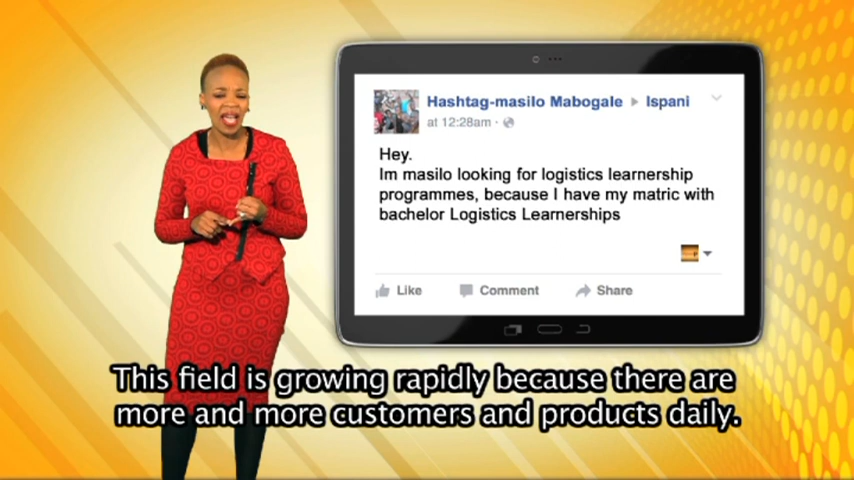 Hashtag-masilo Mabogale ▸ Ispani
at 12:28am ·
Hey.
Im masilo looking for logistics learnership
programmes, because I have my matric with
bachelor Logistics Learnerships
Like Comment Share
This field is growing rapidly because there are
more and more customers and products daily.